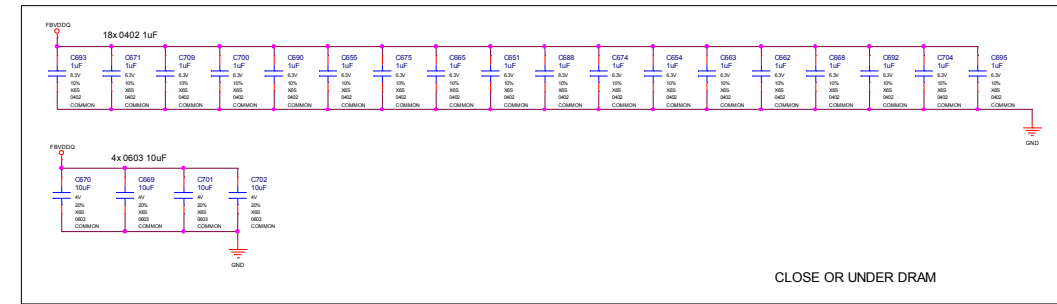 FBVDDQ
18x 0402 1uF
C693 C671 C709 C700 C690 C655 C675 C665 C651 C688 C674 C654 C663 C662 C668 C692 C704 C695
1uF 1uF 1uF 1uF 1uF 1uF 1uF 1uF 1uF 1uF 1uF 1uF 1uF 1uF 1uF 1uF 1uF 1uF
6.3V 6.3V 6.3V 6.3V 6.3V 6.3V 6.3V 6.3V 6.3V 6.3V 6.3V 6.3V 6.3V 6.3V 6.3V 6.3V 6.3V 6.3V
10% 10% 10% 10% 10% 10% 10% 10% 10% 10% 10% 10% 10% 10% 10% 10% 10% 10%
X6S X6S X6S X6S X6S X6S X6S X6S X6S X6S X6S X6S X6S X6S X6S X6S X6S X6S
0402 0402 0402 0402 0402 0402 0402 0402 0402 0402 0402 0402 0402 0402 0402 0402 0402 0402
COMMON COMMON COMMON COMMON COMMON COMMON COMMON COMMON COMMON COMMON COMMON COMMON COMMON COMMON COMMON COMMON COMMON COMMON
GND
FBVDDQ
4x 0603 10uF
C670 C669 C701 C702
10uF 10uF 10uF 10uF
4V 4V 4V 4V
20% 20% 20% 20%
X6S X6S X6S X6S
0603 0603 0603 0603
COMMON COMMON COMMON COMMON
GND
CLOSE OR UNDER DRAM